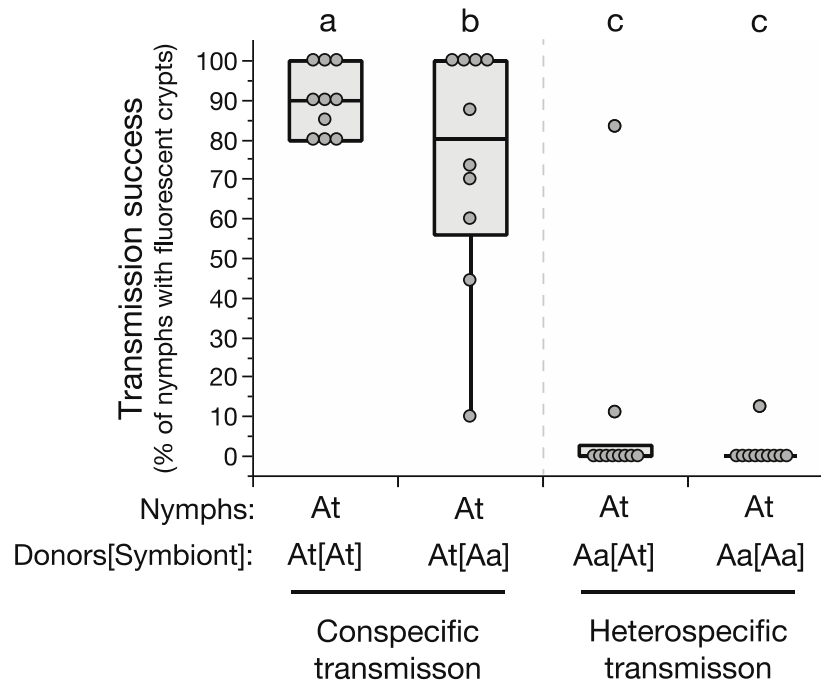 a b c c
Transmission success
(% of nymphs with fluorescent crypts)
100
90
80
70
60
50
40
30
20
10
0
Nymphs: At At At At
Donors[Symbiont]: At[At] At[Aa] Aa[At] Aa[Aa]
Conspecific
transmisson
Heterospecific
transmisson